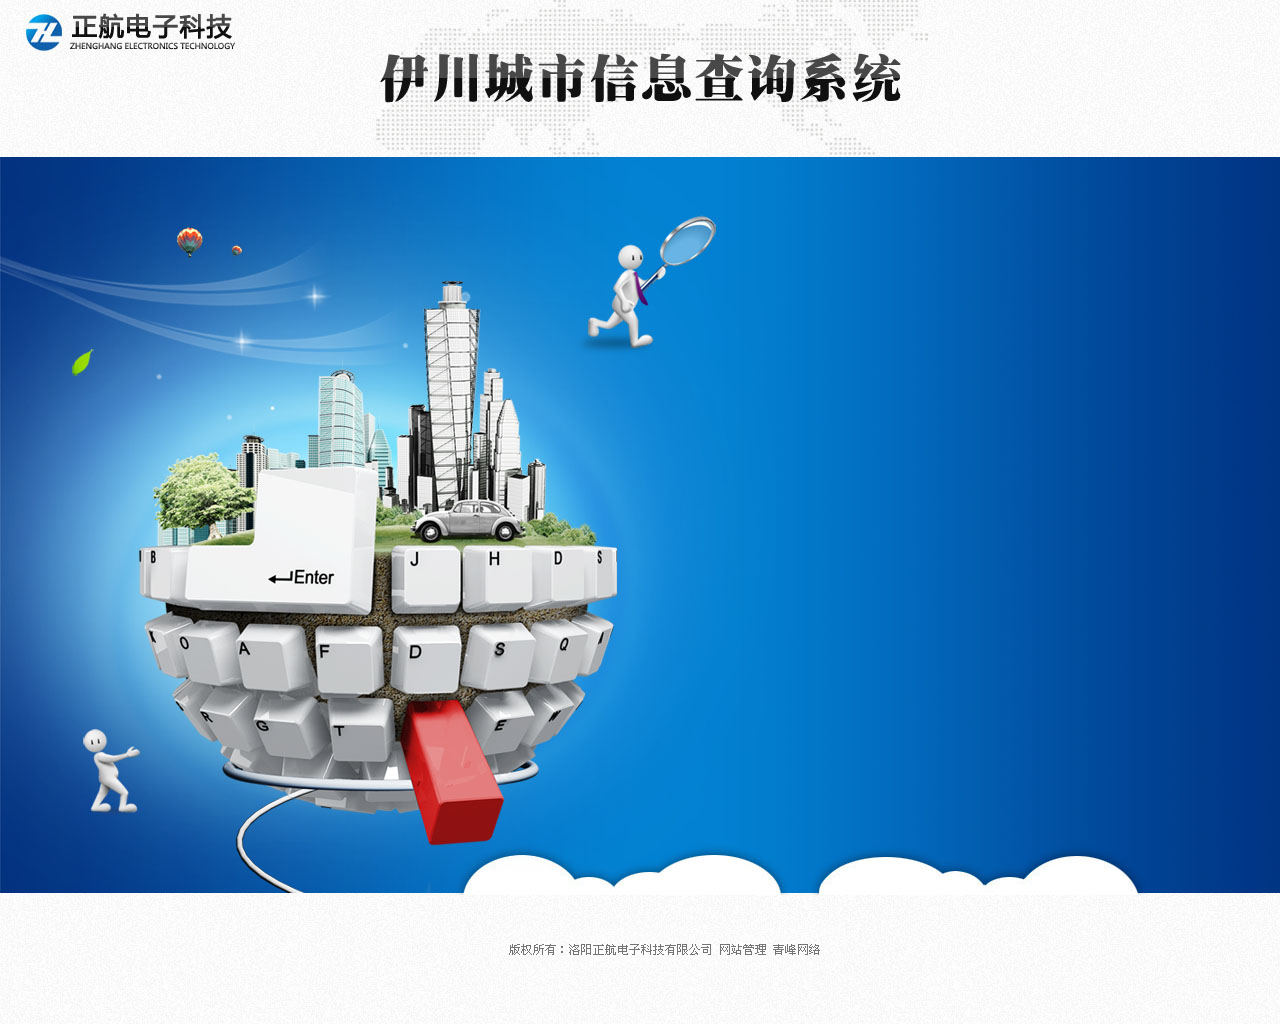 正航电子科技
ZHENGHANG ELECTRONICS TECHNOLOGY
伊川城市信息查询系统
B J H D S
Enter
O A F D S Q
R G T E W
版权所有：洛阳正航电子科技有限公司 网站管理 青峰网络